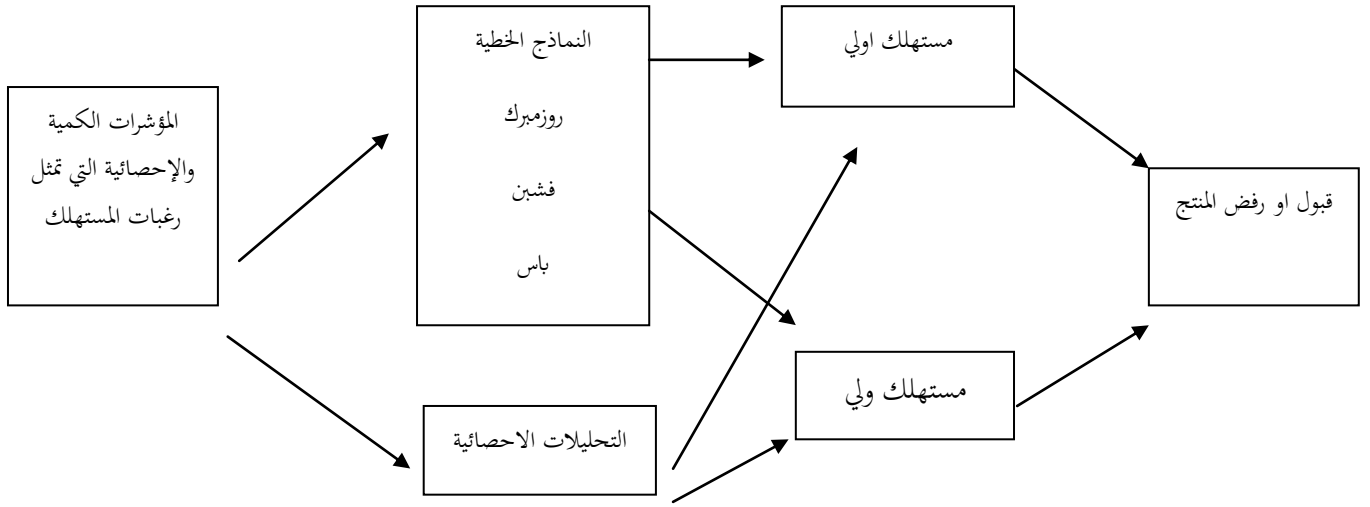 المؤشرات الكمية
والإحصائية التي تمثل
رغبات المستهلك
النماذج الخطية
روزمبرك
فشبن
باس
التحليلات الاحصائية
مستهلك اولي
مستهلك ولي
قبول او رفض المنتج